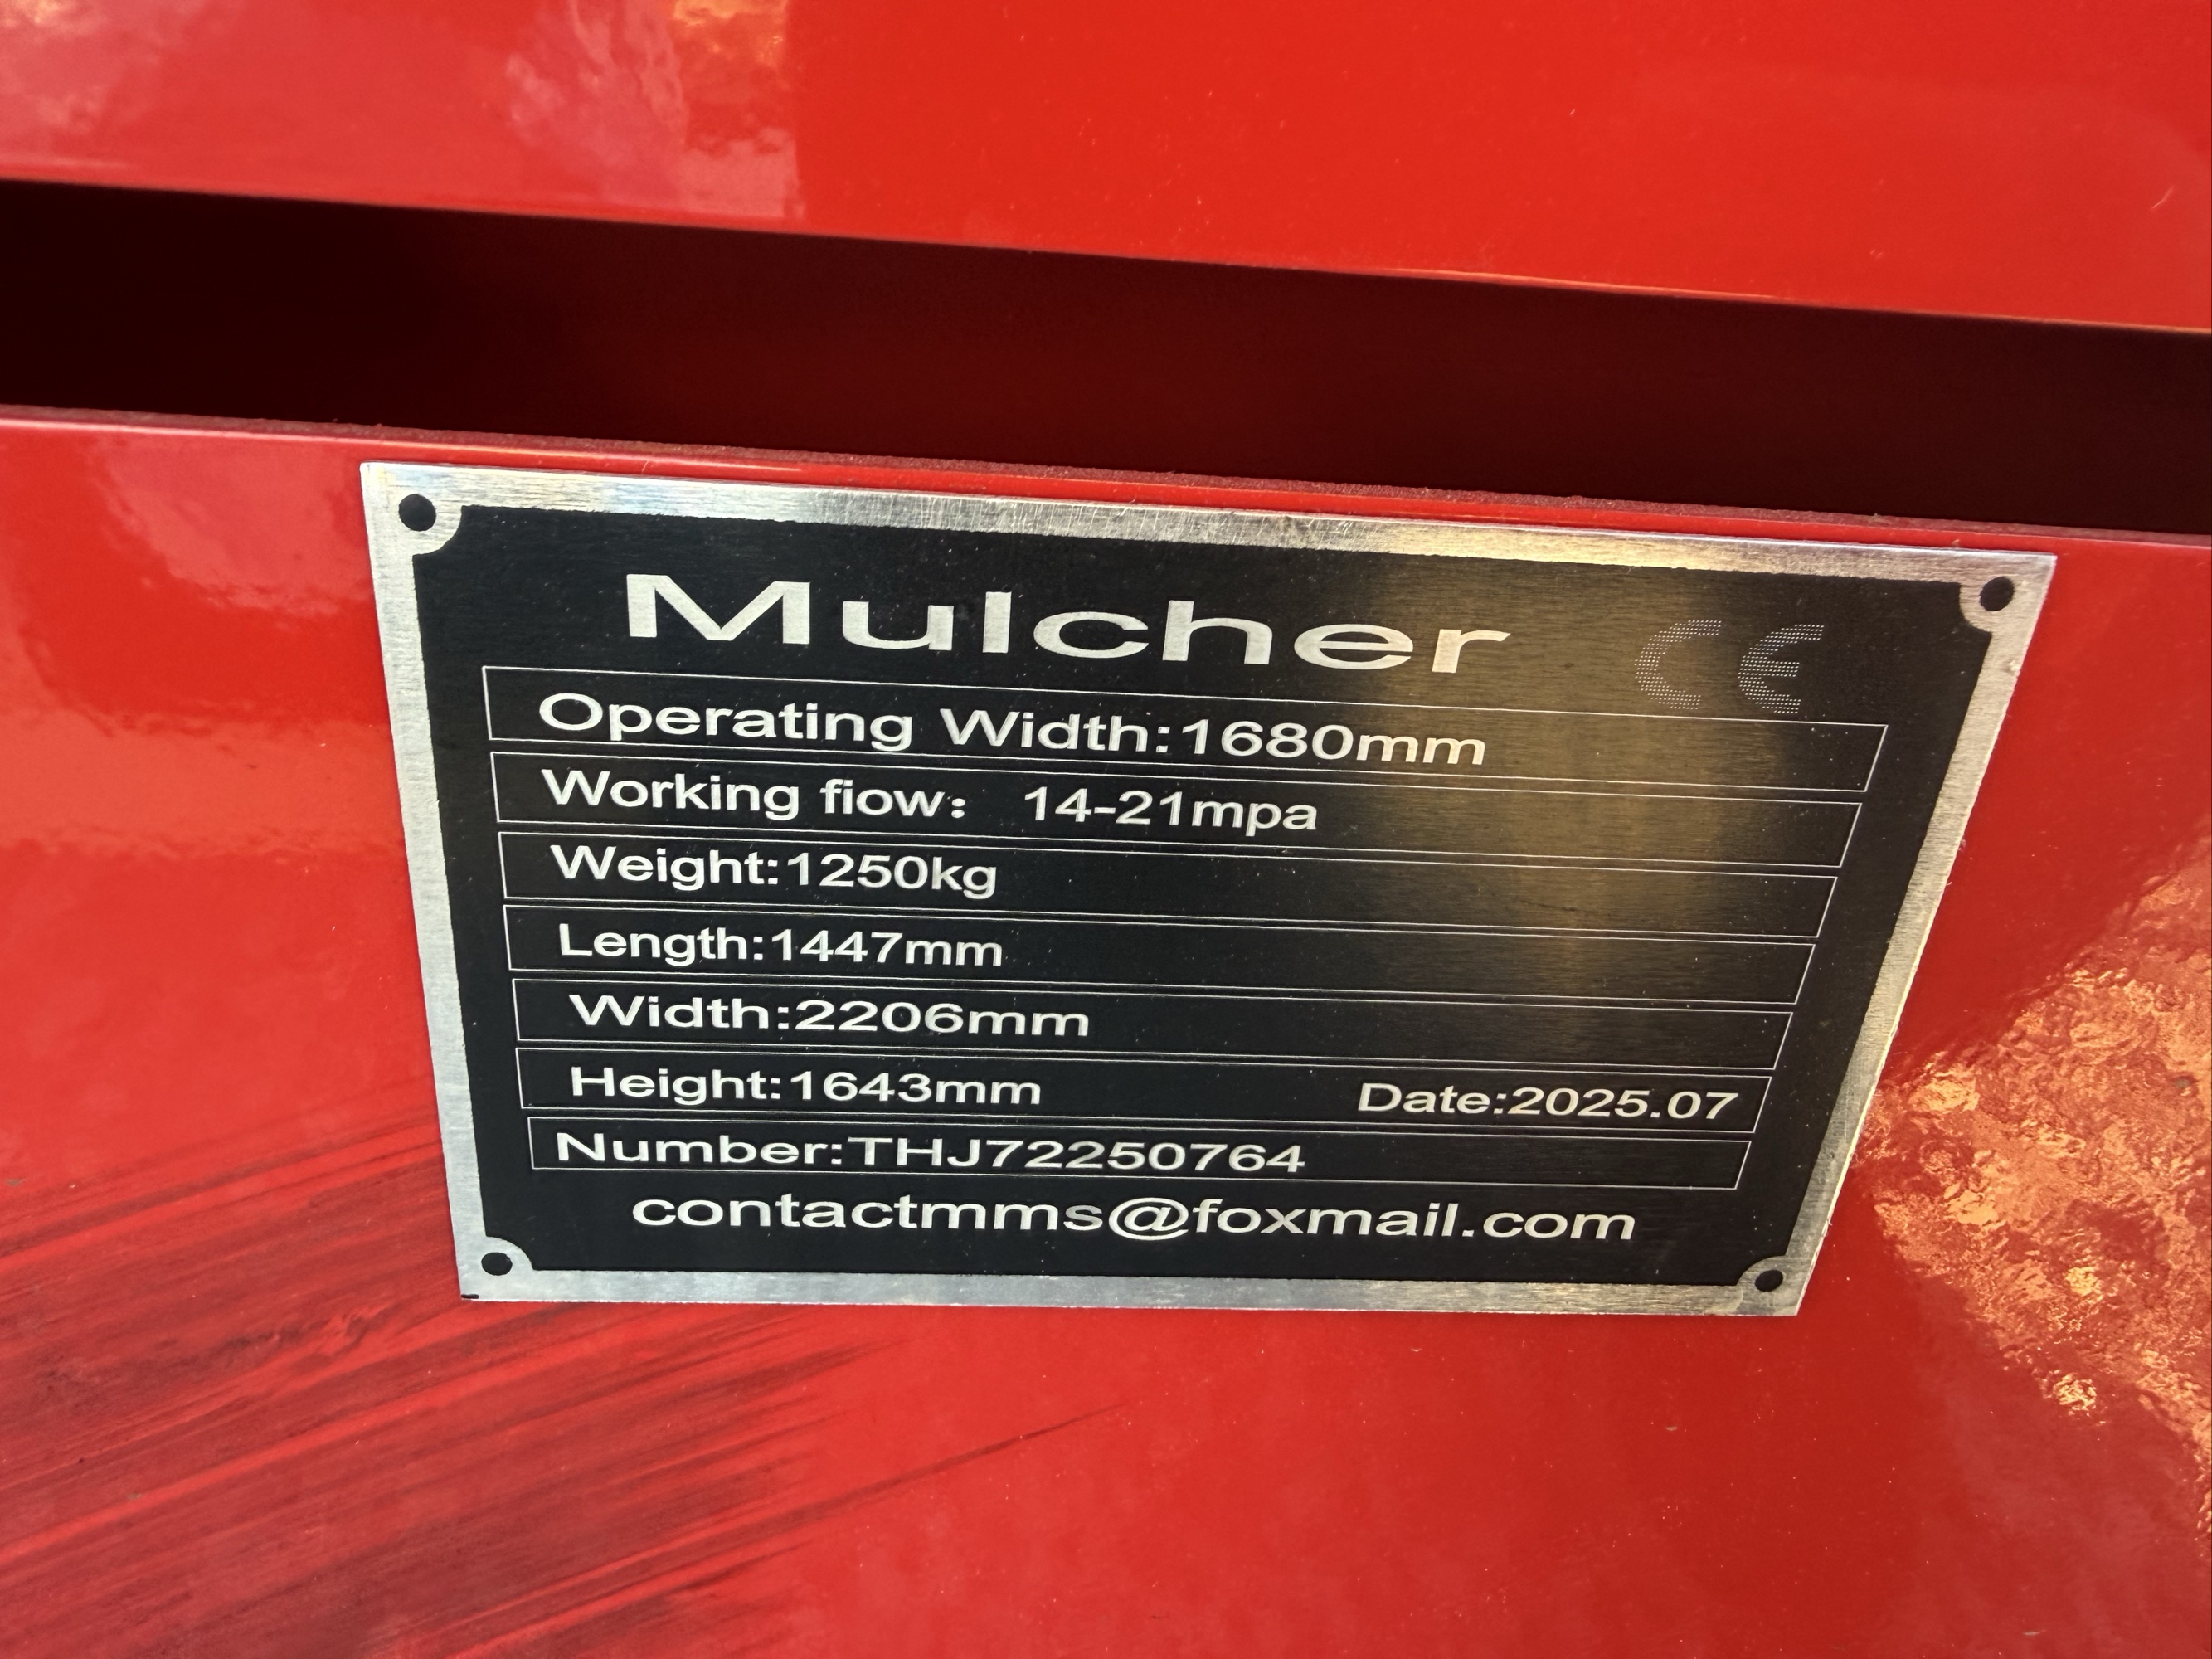 Mulcher CE
Operating Width:1680mm
Working fiow： 14-21mpa
Weight:1250kg
Length:1447mm
Width:2206mm
Height:1643mm Date:2025.07
Number:THJ72250764
contactmms@foxmail.com